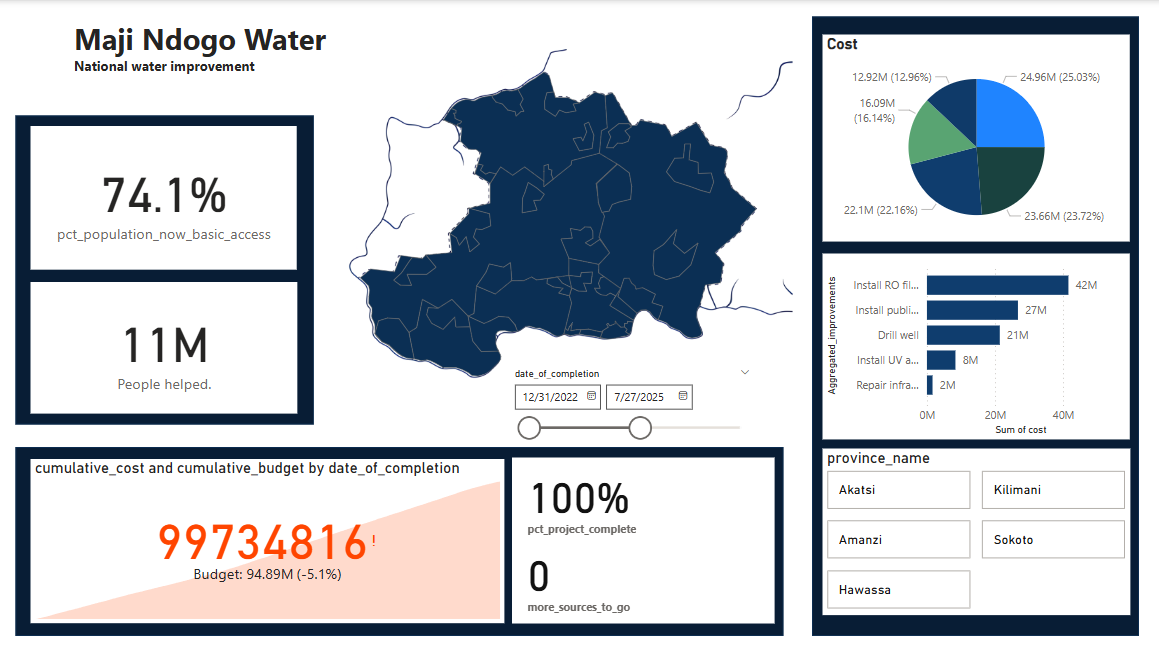 Maji Ndogo Water
National water improvement
74.1%
pct_population_now_basic_access
11M
People helped.
date_of_completion
12/31/2022
7/27/2025
cumulative_cost and cumulative_budget by date_of_completion
99734816!
Budget: 94.89M (-5.1%)
100%
pct_project_complete
0
more_sources_to_go
Cost
12.92M (12.96%)
24.96M (25.03%)
16.09M
(16.14%)
22.1M (22.16%)
23.66M (23.72%)
Aggregated_improvements
Install RO fil... 42M
Install publi... 27M
Drill well 21M
Install UV a... 8M
Repair infra... 2M
0M 20M 40M
Sum of cost
province_name
Akatsi
Kilimani
Amanzi
Sokoto
Hawassa